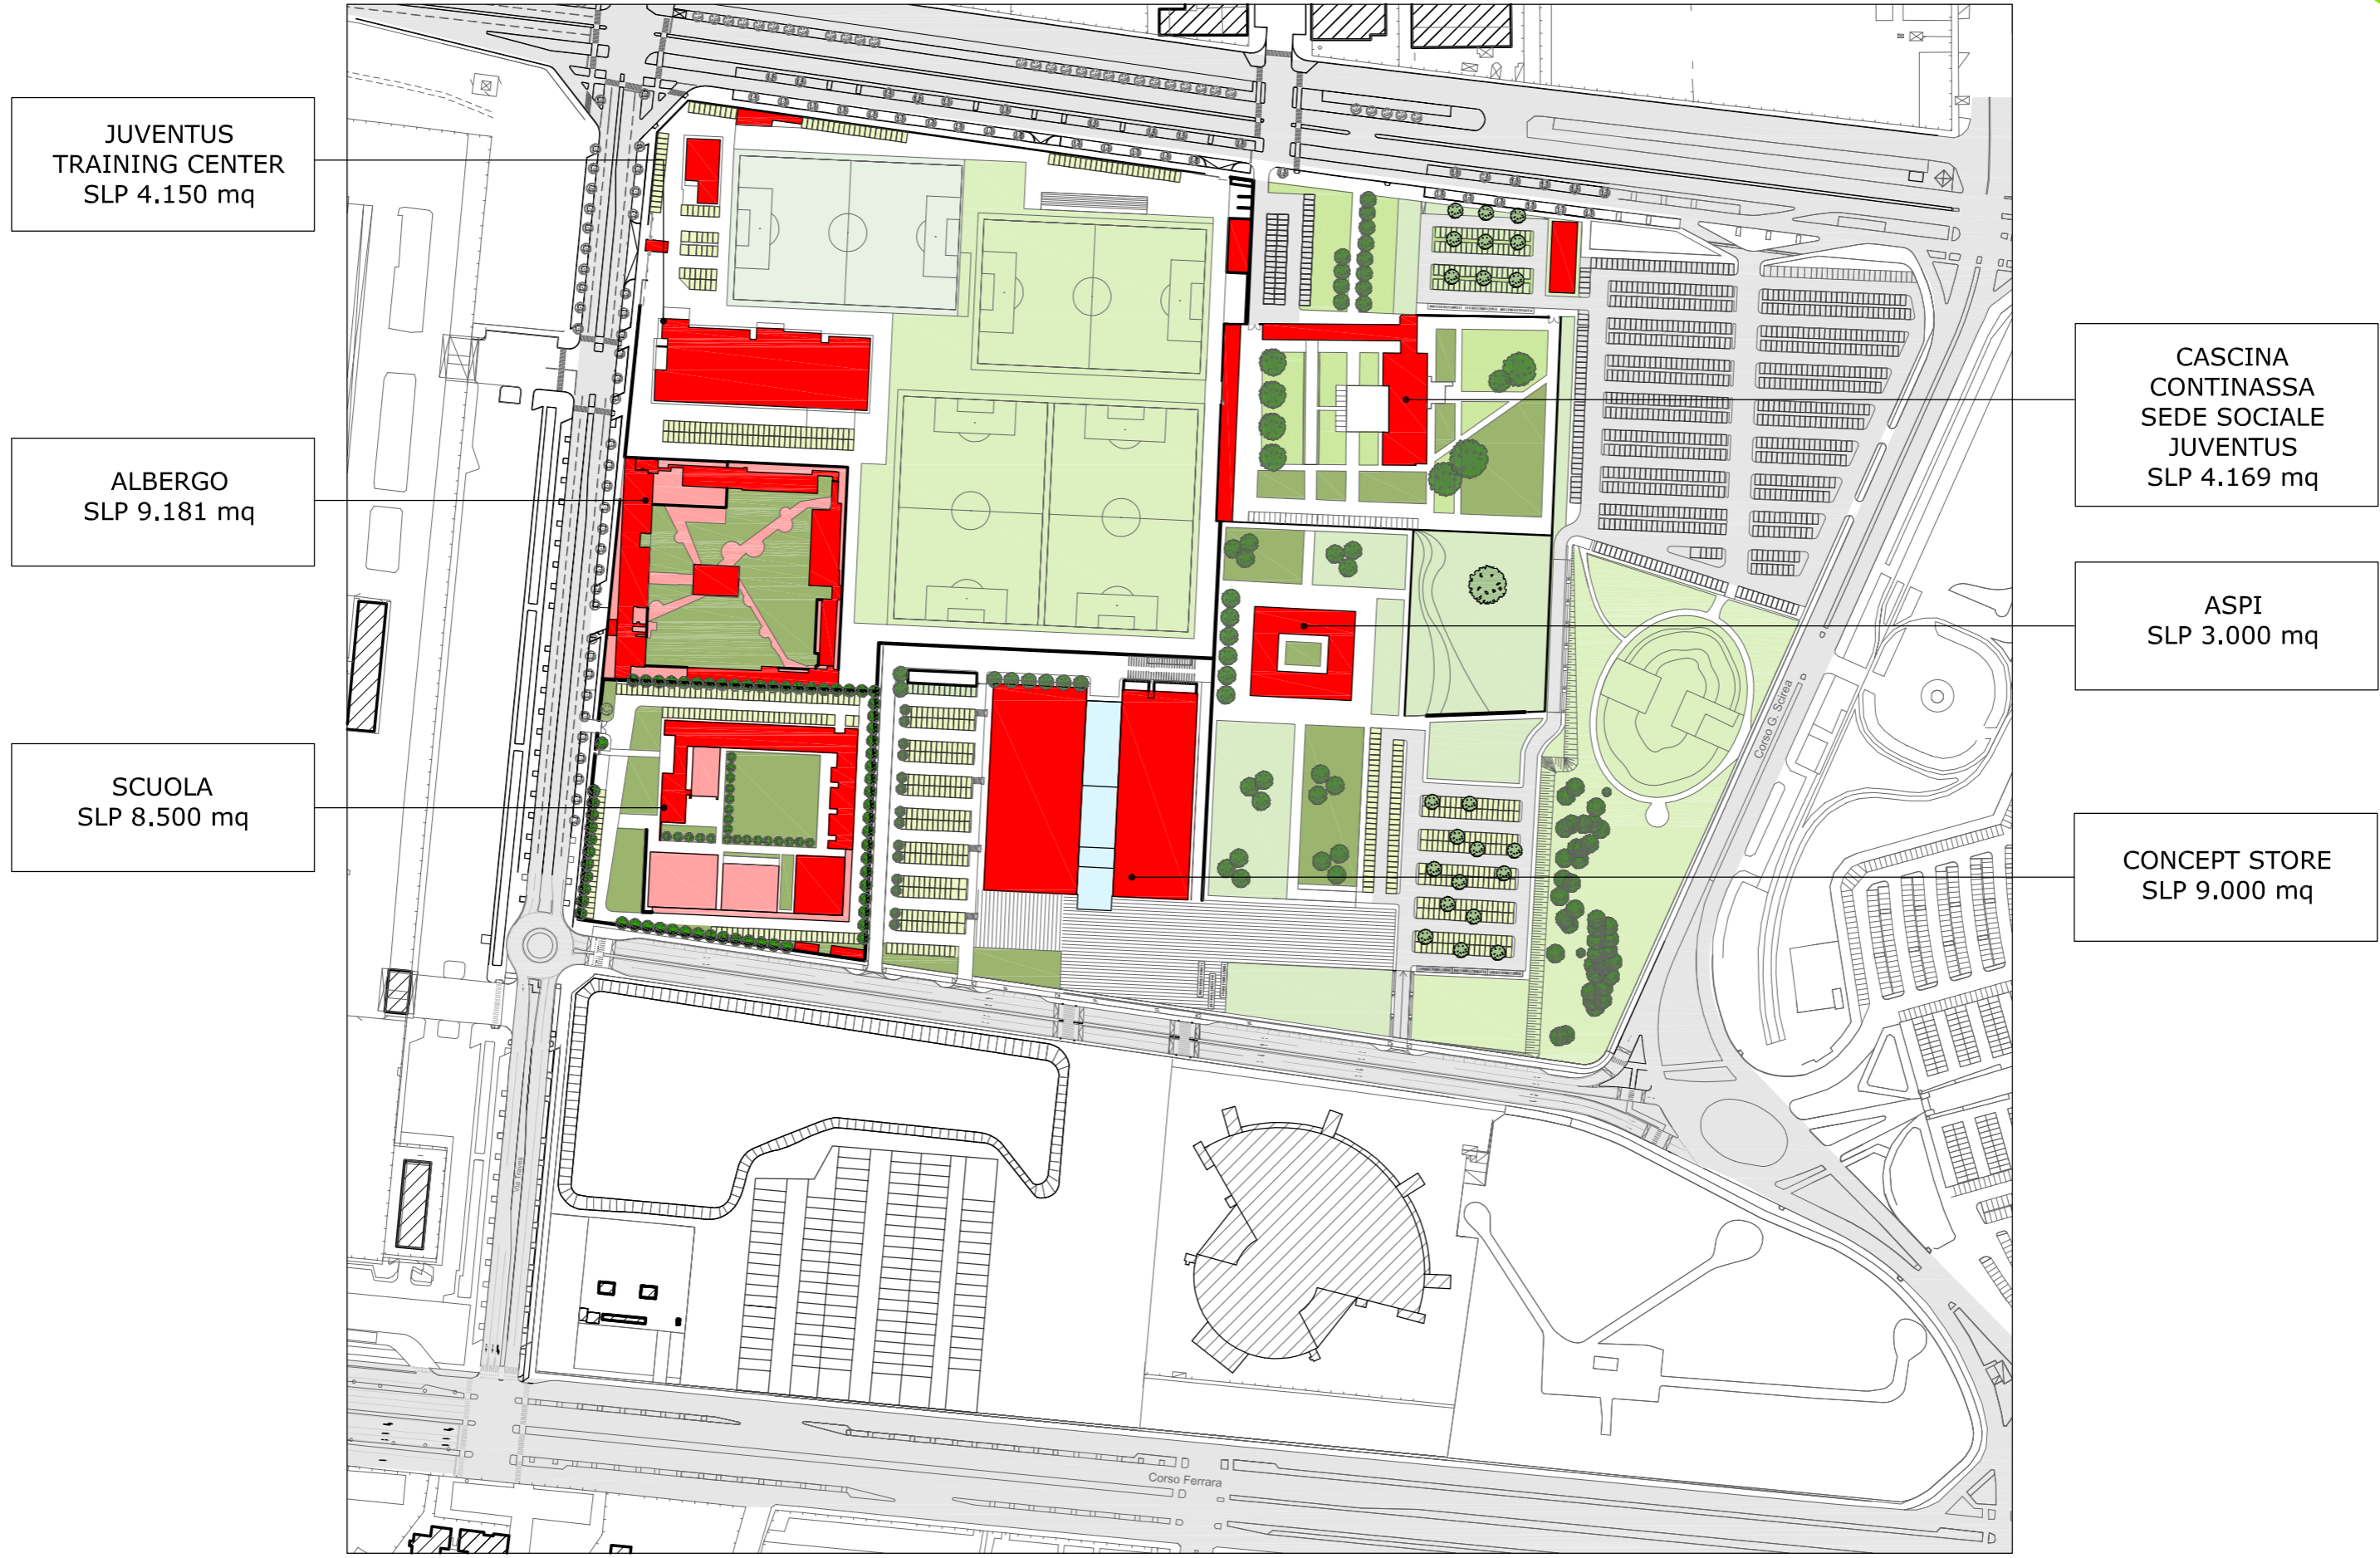 JUVENTUS
TRAINING CENTER
SLP 4.150 mq
ALBERGO
SLP 9.181 mq
SCUOLA
SLP 8.500 mq
CASCINA
CONTINASSA
SEDE SOCIALE
JUVENTUS
SLP 4.169 mq
ASPI
SLP 3.000 mq
CONCEPT STORE
SLP 9.000 mq
Corso G. Scirea
Via Traves
Corso Ferrara